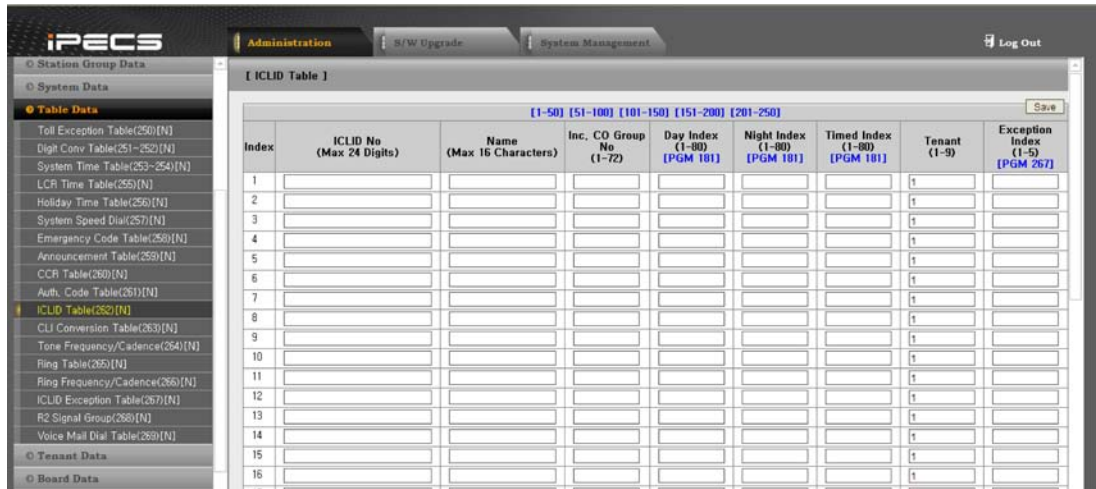 iPECS
Administration
S/W Upgrade
System Management
Log Out
Station Group Data
System Data
Table Data
Toll Exception Table(250)[N]
Digit Conv Table(251~252)[N]
System Time Table(253~254)[N]
LCR Time Table(255)[N]
Holiday Time Table(256)[N]
System Speed Dial(257)[N]
Emergency Code Table(258)[N]
Announcement Table(259)[N]
CCR Table(260)[N]
Auth. Code Table(261)[N]
ICLID Table(262)[N]
CLI Conversion Table(263)[N]
Tone Frequency/Cadence(264)[N]
Ring Table(265)[N]
Ring Frequency/Cadence(266)[N]
ICLID Exception Table(267)[N]
R2 Signal Group(268)[N]
Voice Mail Dial Table(269)[N]
Tenant Data
Board Data
[ ICLID Table ]
[1-50] [51-100] [101-150] [151-200] [201-250]
Save
Index
ICLID No
(Max 24 Digits)
Name
(Max 16 Characters)
Inc, CO Group
No
(1-72)
Day Index
(1-80)
[PGM 181]
Night Index
(1-80)
[PGM 181]
Timed Index
(1-80)
[PGM 181]
Tenant
(1-9)
Exception
Index
(1-5)
[PGM 267]
1 1
2 1
3 1
4 1
5 1
6 1
7 1
8 1
9 1
10 1
11 1
12 1
13 1
14 1
15 1
16 1